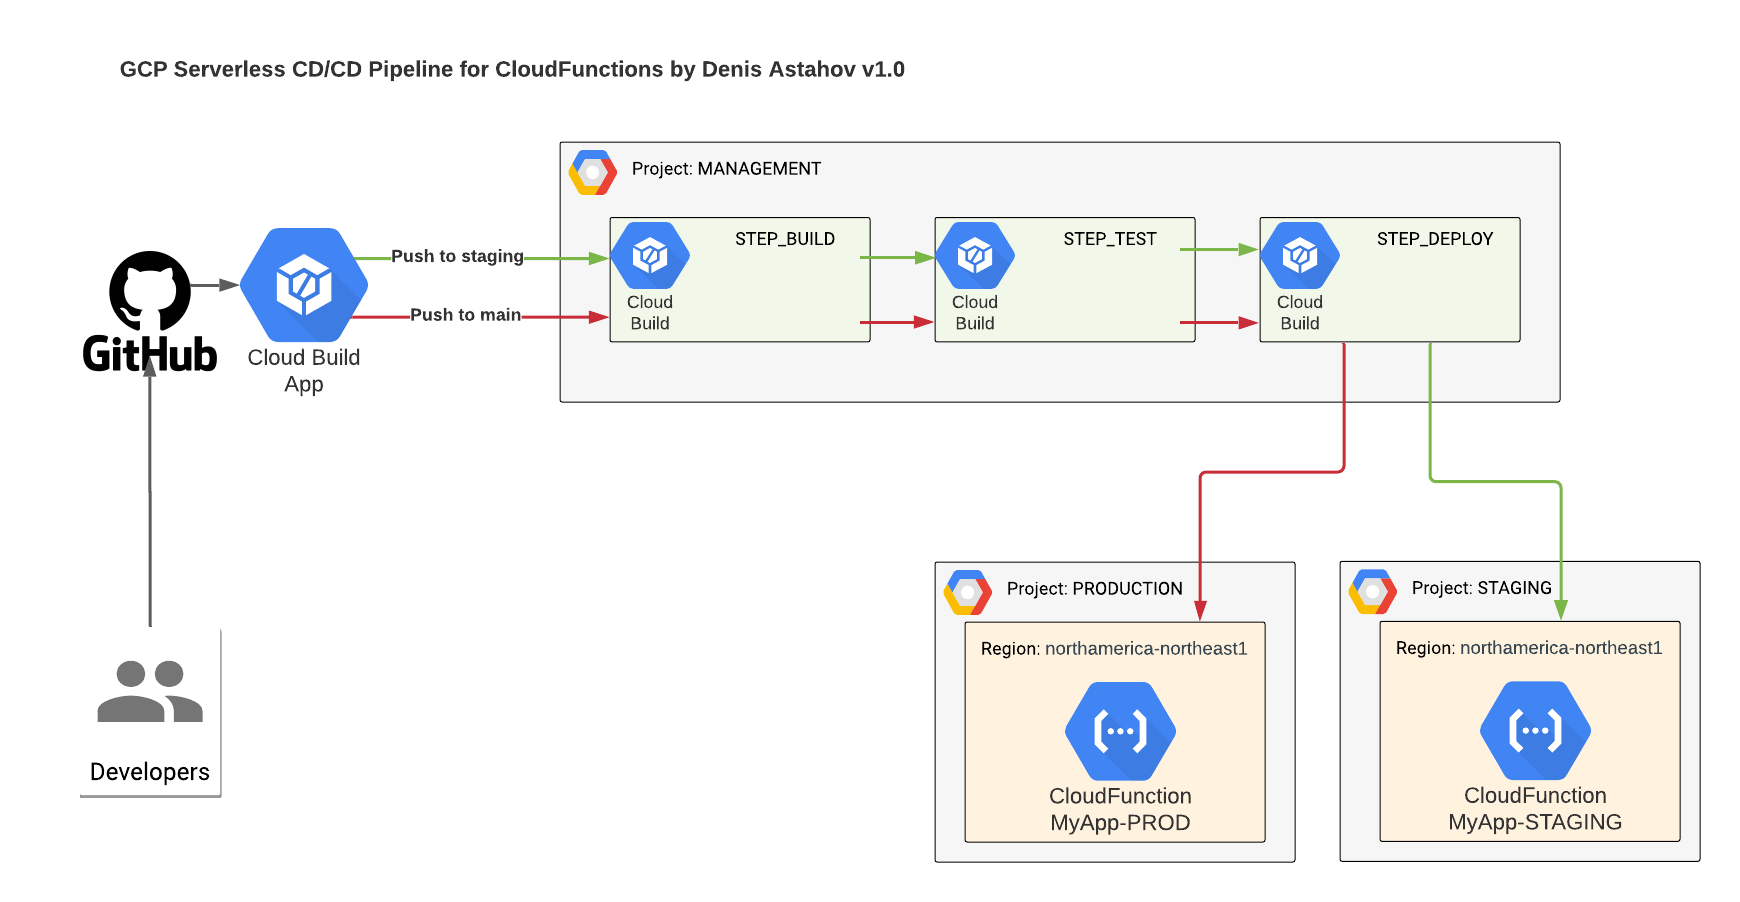 GCP Serverless CD/CD Pipeline for CloudFunctions by Denis Astahov v1.0
Project: MANAGEMENT
STEP_BUILD
Cloud
Build
STEP_TEST
Cloud
Build
STEP_DEPLOY
Cloud
Build
Push to staging
Push to main
GitHub
Cloud Build
App
Developers
Project: PRODUCTION
Region: northamerica-northeast1
CloudFunction
MyApp-PROD
Project: STAGING
Region: northamerica-northeast1
CloudFunction
MyApp-STAGING